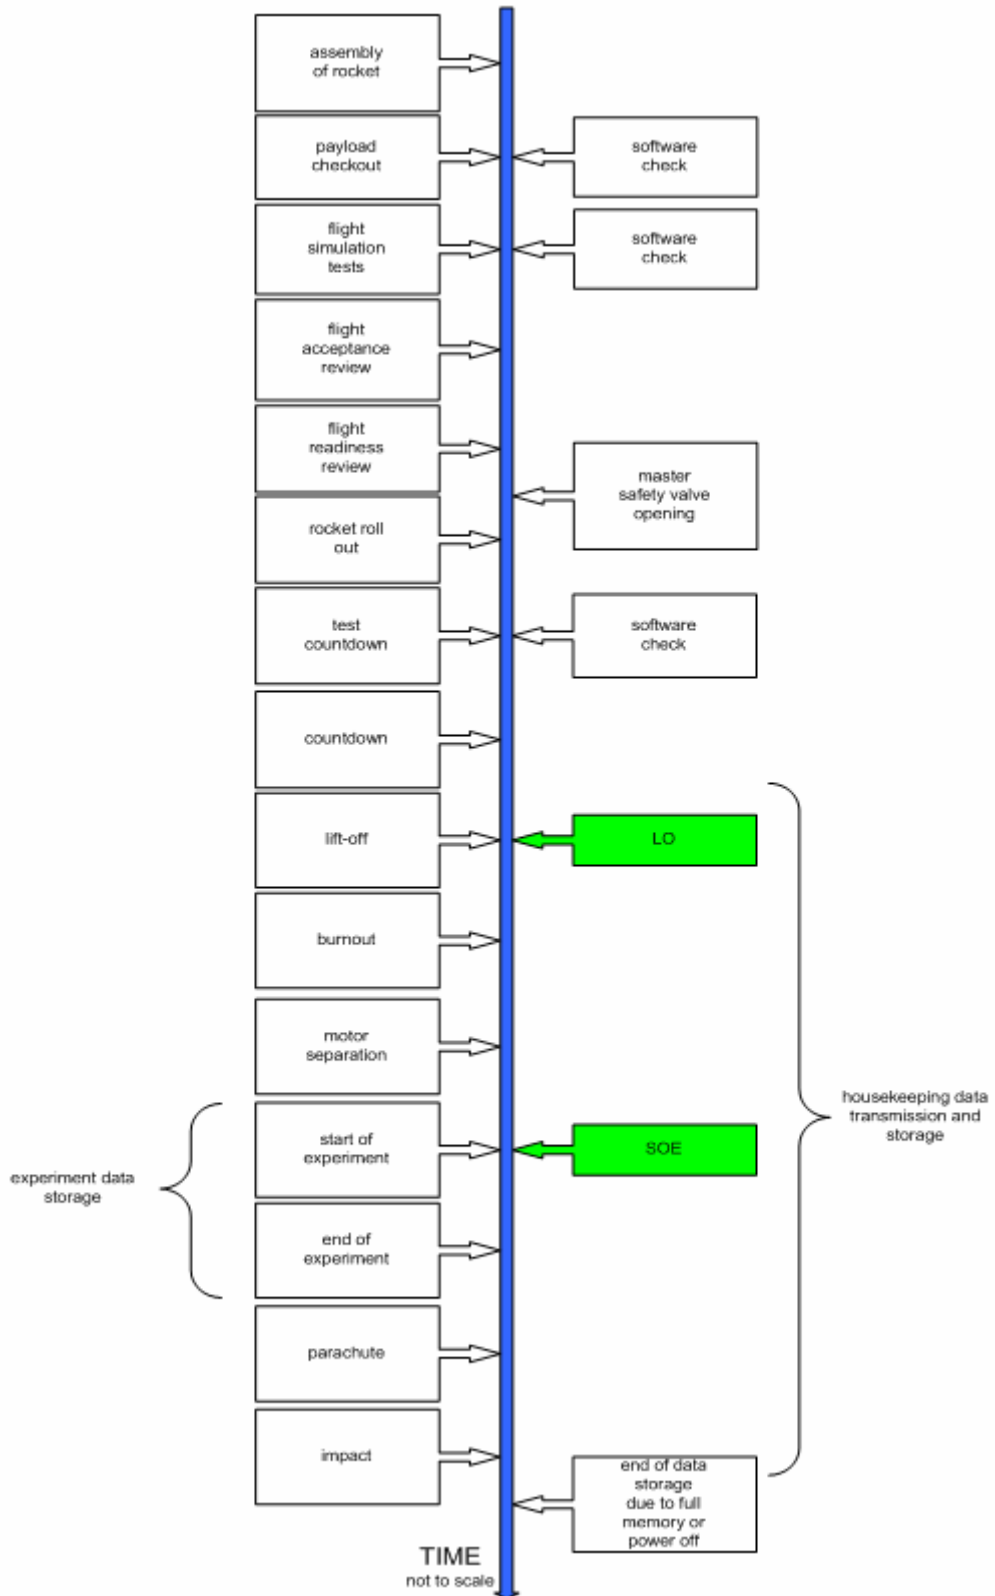 assembly
of rocket
payload
checkout
software
check
flight
simulation
tests
software
check
flight
acceptance
review
flight
readiness
review
master
safety valve
opening
rocket roll
out
test
countdown
software
check
countdown
lift-off
LO
burnout
motor
separation
housekeeping data
transmission and
storage
start of
experiment
SOE
experiment data
storage
end of
experiment
parachute
impact
end of data
storage
due to full
memory or
power off
TIME
not to scale